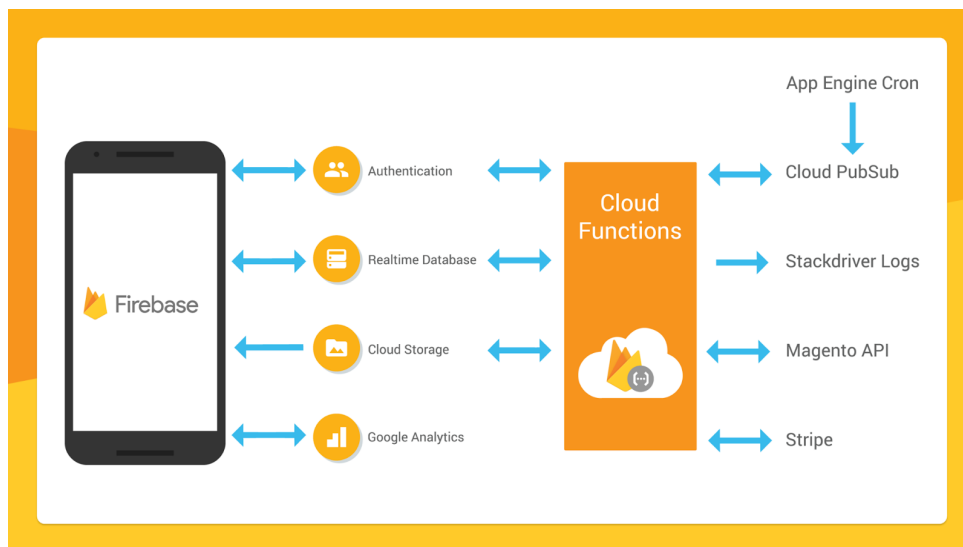 App Engine Cron
Authentication
Cloud PubSub
Cloud
Functions
Realtime Database
Stackdriver Logs
Firebase
Cloud Storage
Magento API
Google Analytics
Stripe